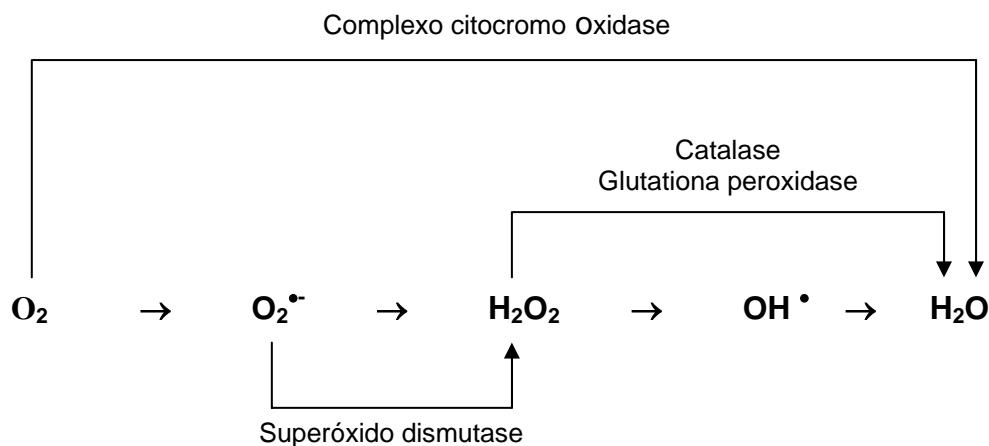 Complexo citocromo oxidase
Catalase
Glutationa peroxidase
O₂ → O₂•- → H₂O₂ → OH • → H₂O
Superóxido dismutase